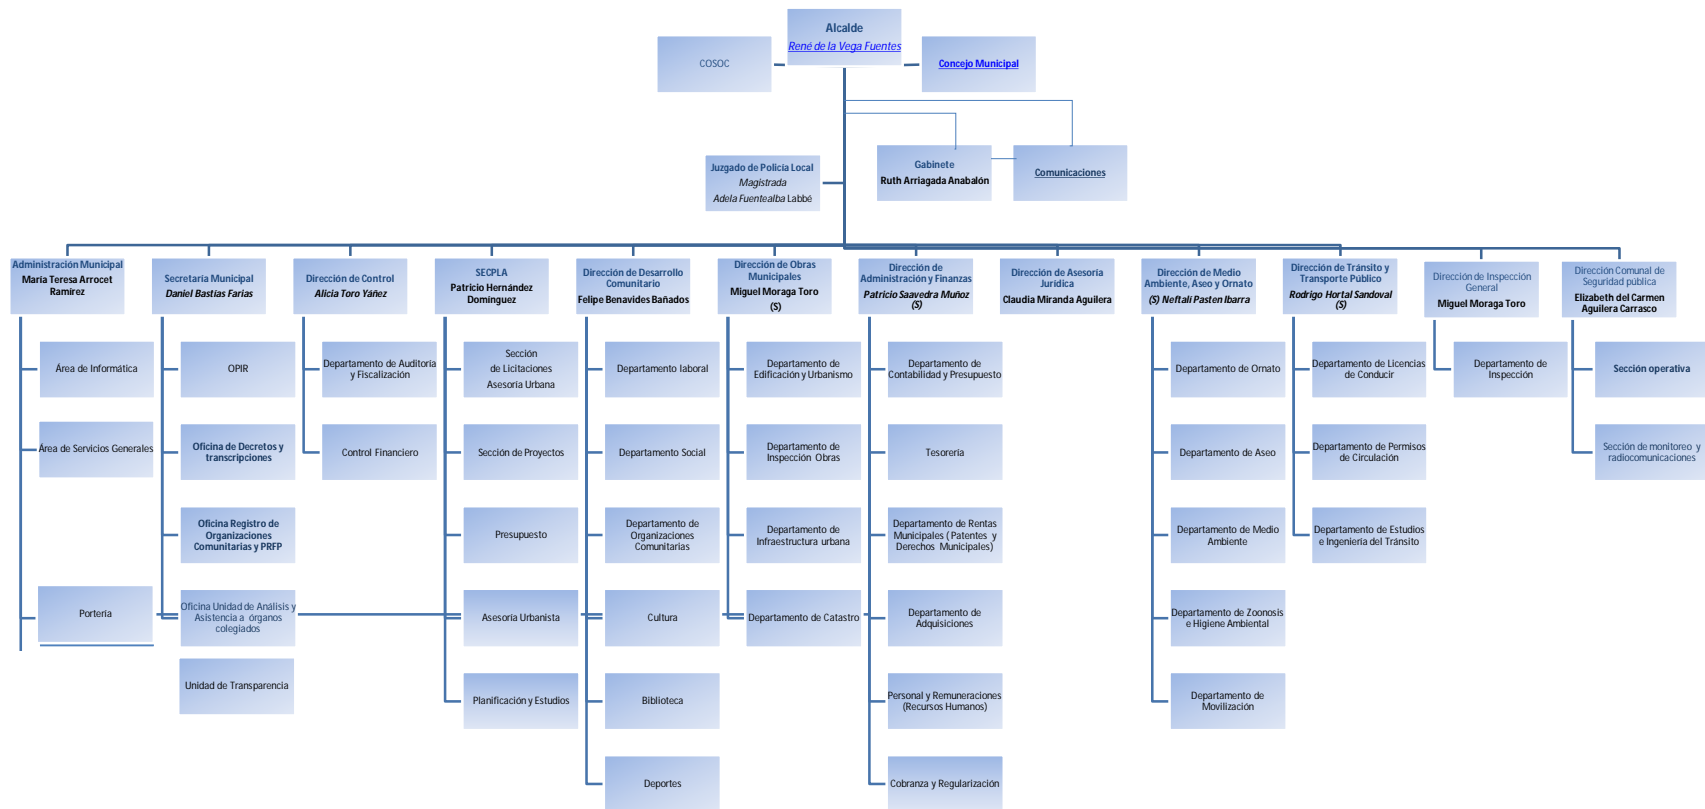 Alcalde
René de la Vega Fuentes
COSOC
Concejo Municipal
Juzgado de Policía Local
Magistrada
Adela Fuentealba Labbé
Gabinete
Ruth Arriagada Anabalón
Comunicaciones
Administración Municipal
María Teresa Arrocet
Ramírez
Secretaría Municipal
Daniel Bastías Farías
Dirección de Control
Alicia Toro Yáñez
SECPLA
Patricio Hernández
Domínguez
Dirección de Desarrollo
Comunitario
Felipe Benavides Bañados
Dirección de Obras
Municipales
Miguel Moraga Toro
(S)
Dirección de
Administración y Finanzas
Patricio Saavedra Muñoz
(S)
Dirección de Asesoría
Jurídica
Claudia Miranda Aguilera
Dirección de Medio
Ambiente, Aseo y Ornato
(S) Neftalí Pasten Ibarra
Dirección de Tránsito y
Transporte Público
Rodrigo Hortal Sandoval
(S)
Dirección de Inspección
General
Miguel Moraga Toro
Dirección Comunal de
Seguridad pública
Elizabeth del Carmen
Aguilera Carrasco
Área de Informática
Área de Servicios Generales
Portería
OPIR
Oficina de Decretos y
transcripciones
Oficina Registro de
Organizaciones
Comunitarias y PRFP
Oficina Unidad de Análisis y
Asistencia a órganos
colegiados
Unidad de Transparencia
Departamento de Auditoría
y Fiscalización
Control Financiero
Sección
de Licitaciones
Asesoría Urbana
Sección de Proyectos
Presupuesto
Asesoría Urbanista
Planificación y Estudios
Departamento laboral
Departamento Social
Departamento de
Organizaciones
Comunitarias
Cultura
Biblioteca
Deportes
Departamento de
Edificación y Urbanismo
Departamento de
Inspección Obras
Departamento de
Infraestructura urbana
Departamento de Catastro
Departamento de
Contabilidad y Presupuesto
Tesorería
Departamento de Rentas
Municipales ( Patentes y
Derechos Municipales)
Departamento de
Adquisiciones
Personal y Remuneraciones
(Recursos Humanos)
Cobranza y Regularización
Departamento de Ornato
Departamento de Aseo
Departamento de Medio
Ambiente
Departamento de Zoonosis
e Higiene Ambiental
Departamento de
Movilización
Departamento de Licencias
de Conducir
Departamento de Permisos
de Circulación
Departamento de Estudios
e Ingeniería del Tránsito
Departamento de
Inspección
Sección operativa
Sección de monitoreo y
radiocomunicaciones